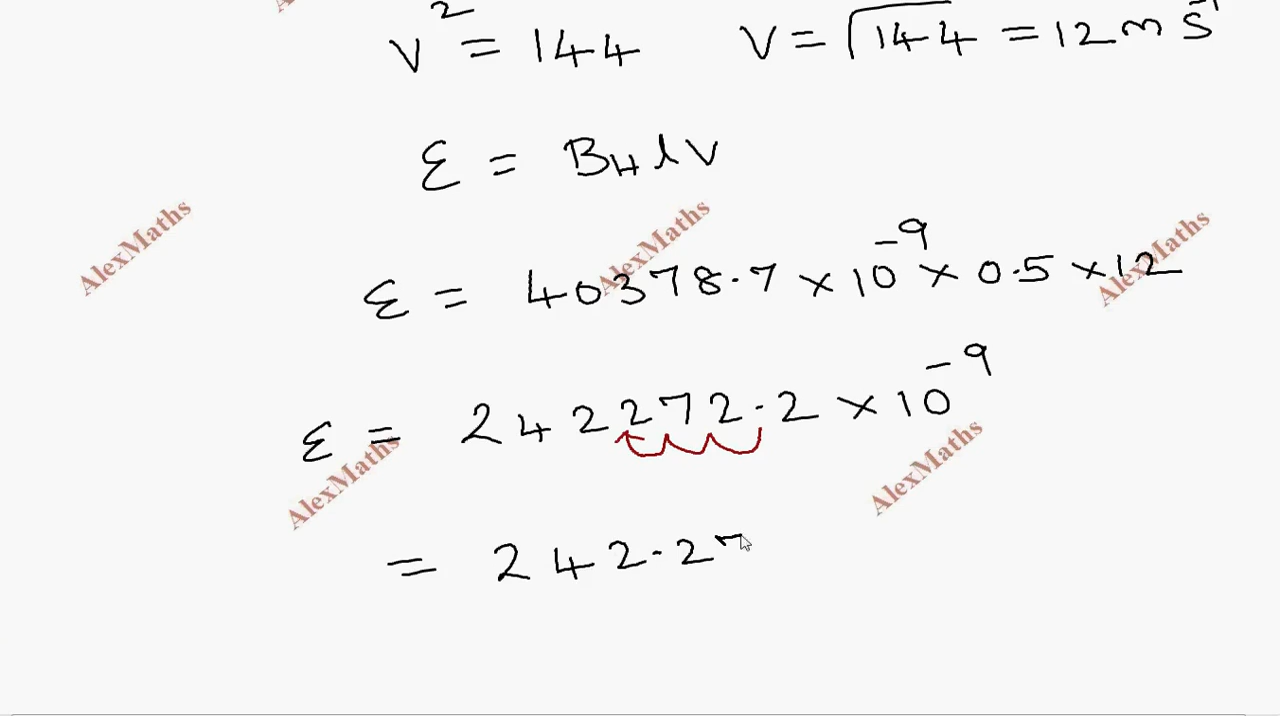 v² = 144 v = √144 = 12 m s⁻¹
ε = B_H l v
ε = 40378.7 × 10⁻⁹ × 0.5 × 12
ε = 242272.2 × 10⁻⁹
= 242.27
AlexMaths
AlexMaths
AlexMaths
AlexMaths
AlexMaths